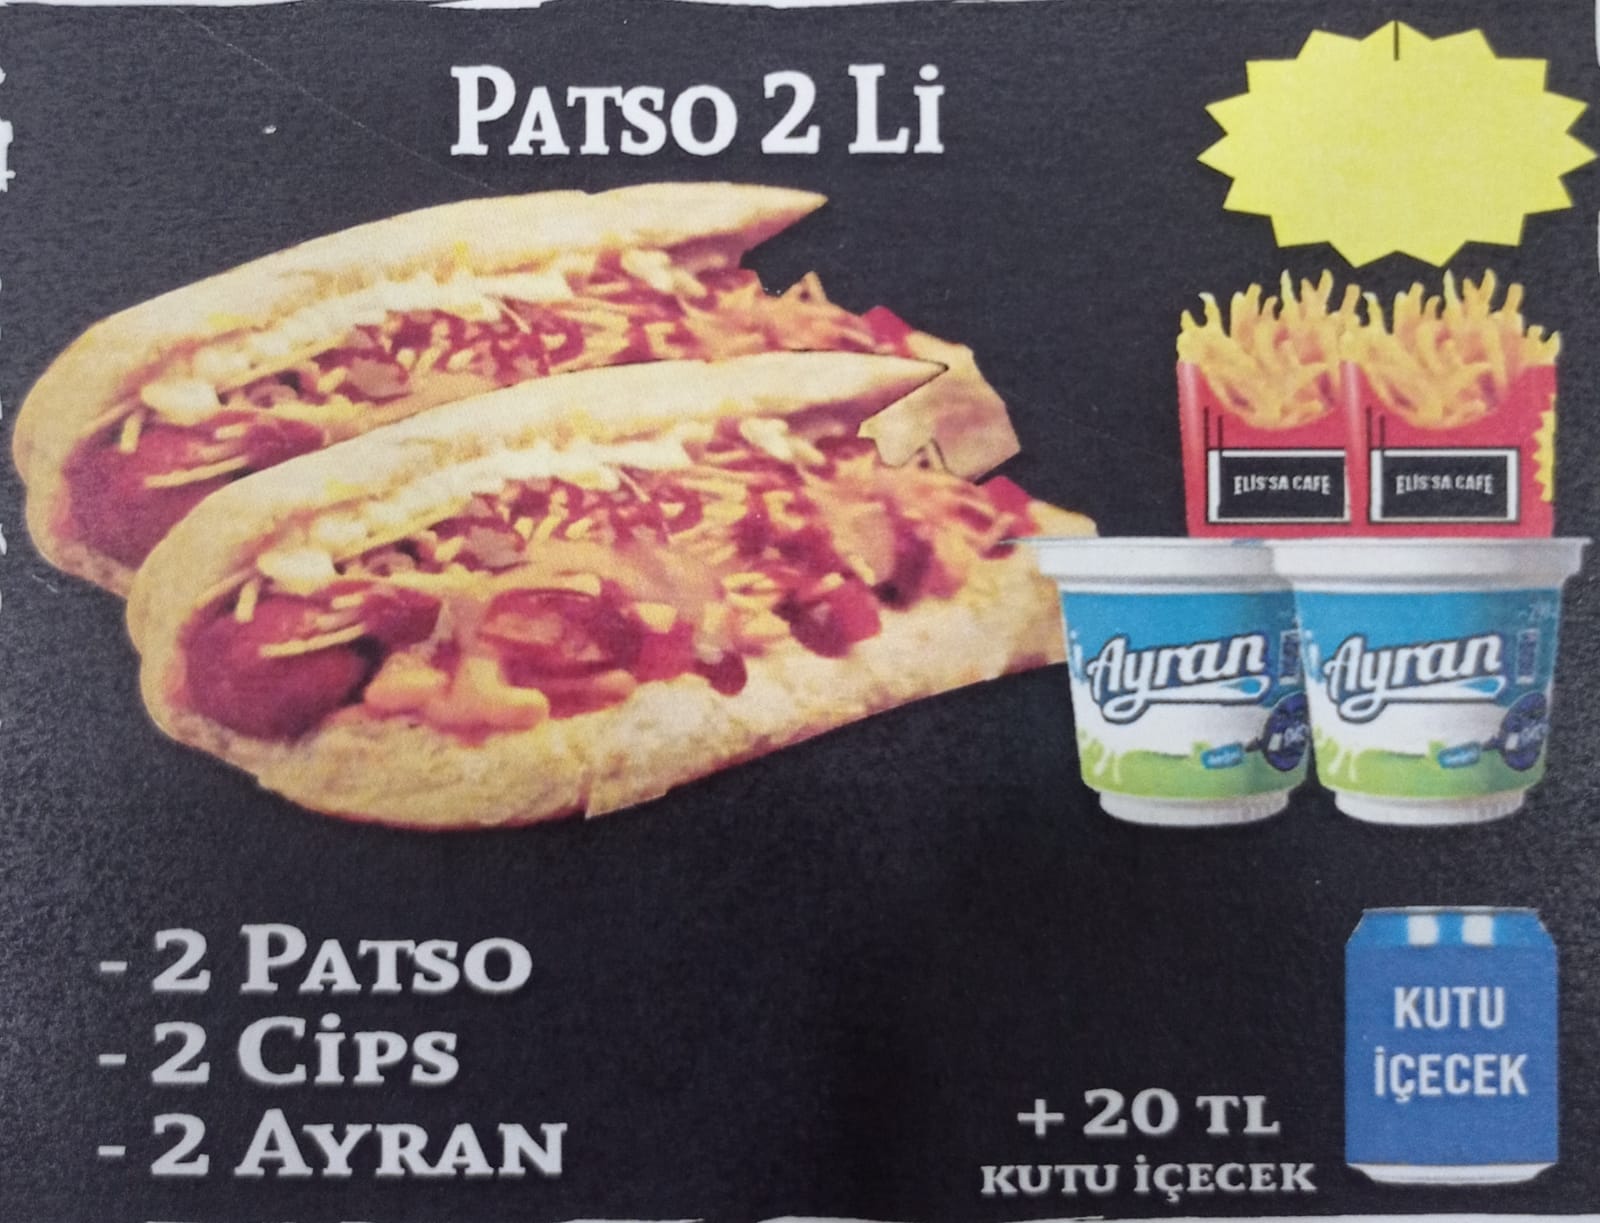 PATSO 2 Lİ
ELİS'SA CAFE
ELİS'SA CAFE
Ayran
Ayran
- 2 PATSO
- 2 CİPS
- 2 AYRAN
KUTU
İÇECEK
+ 20 TL
KUTU İÇECEK